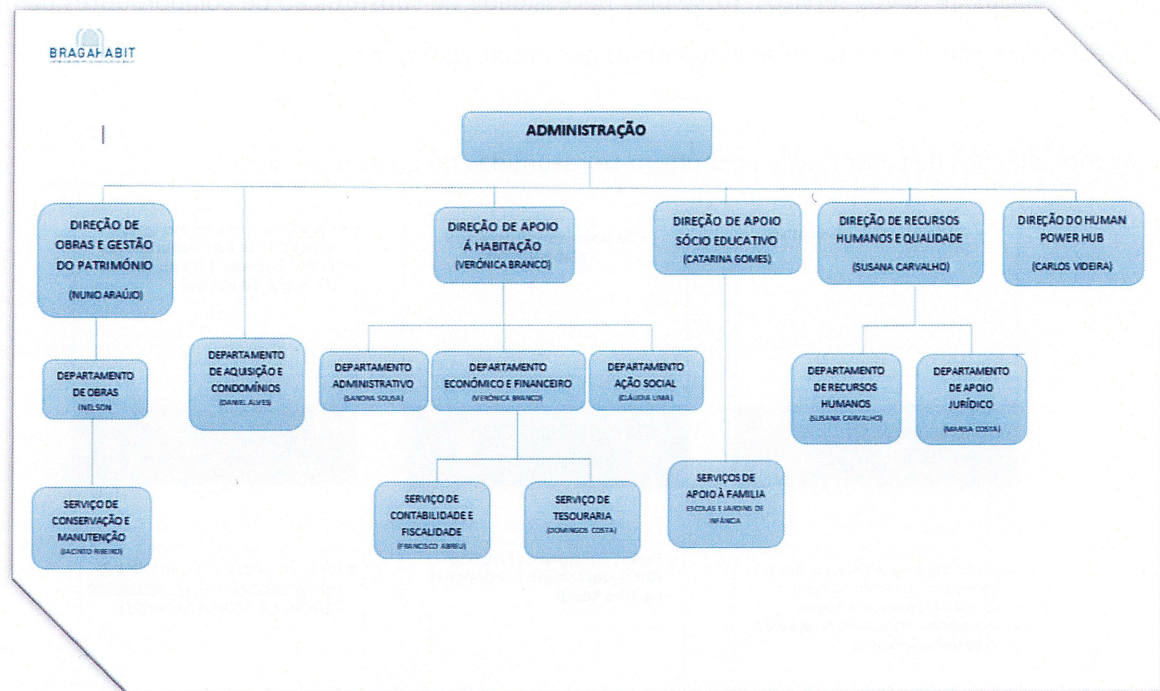 BRAGAHABIT
ADMINISTRAÇÃO
DIREÇÃO DE
OBRAS E GESTÃO
DO PATRIMÓNIO
(NUNO ARAÚJO)
DIREÇÃO DE APOIO
Á HABITAÇÃO
(VERÓNICA BRANCO)
DIREÇÃO DE APOIO
SÓCIO EDUCATIVO
(CATARINA GOMES)
DIREÇÃO DE RECURSOS
HUMANOS E QUALIDADE
(SUSANA CARVALHO)
DIREÇÃO DO HUMAN
POWER HUB
(CARLOS VIDEIRA)
DEPARTAMENTO
DE OBRAS
(NELSON
DEPARTAMENTO
DE AQUISIÇÃO E
CONDOMÍNIOS
(DANIEL ALVES)
DEPARTAMENTO
ADMINISTRATIVO
(SANDRA SOUSA)
DEPARTAMENTO
ECONÓMICO E FINANCEIRO
(VERÓNICA BRANCO)
DEPARTAMENTO
AÇÃO SOCIAL
(CLÁUDIA LIMA)
DEPARTAMENTO
DE RECURSOS
HUMANOS
(SUSANA CARVALHO)
DEPARTAMENTO
DE APOIO
JURÍDICO
(MARISA COSTA)
SERVIÇO DE
CONSERVAÇÃO E
MANUTENÇÃO
(JACINTO RIBEIRO)
SERVIÇO DE
CONTABILIDADE E
FISCALIDADE
(FRANCISCO ABREU)
SERVIÇO DE
TESOURARIA
(DOMINGOS COSTA)
SERVIÇOS DE
APOIO À FAMILIA
ESCOLAS E JARDINS DE
INFÂNCIA